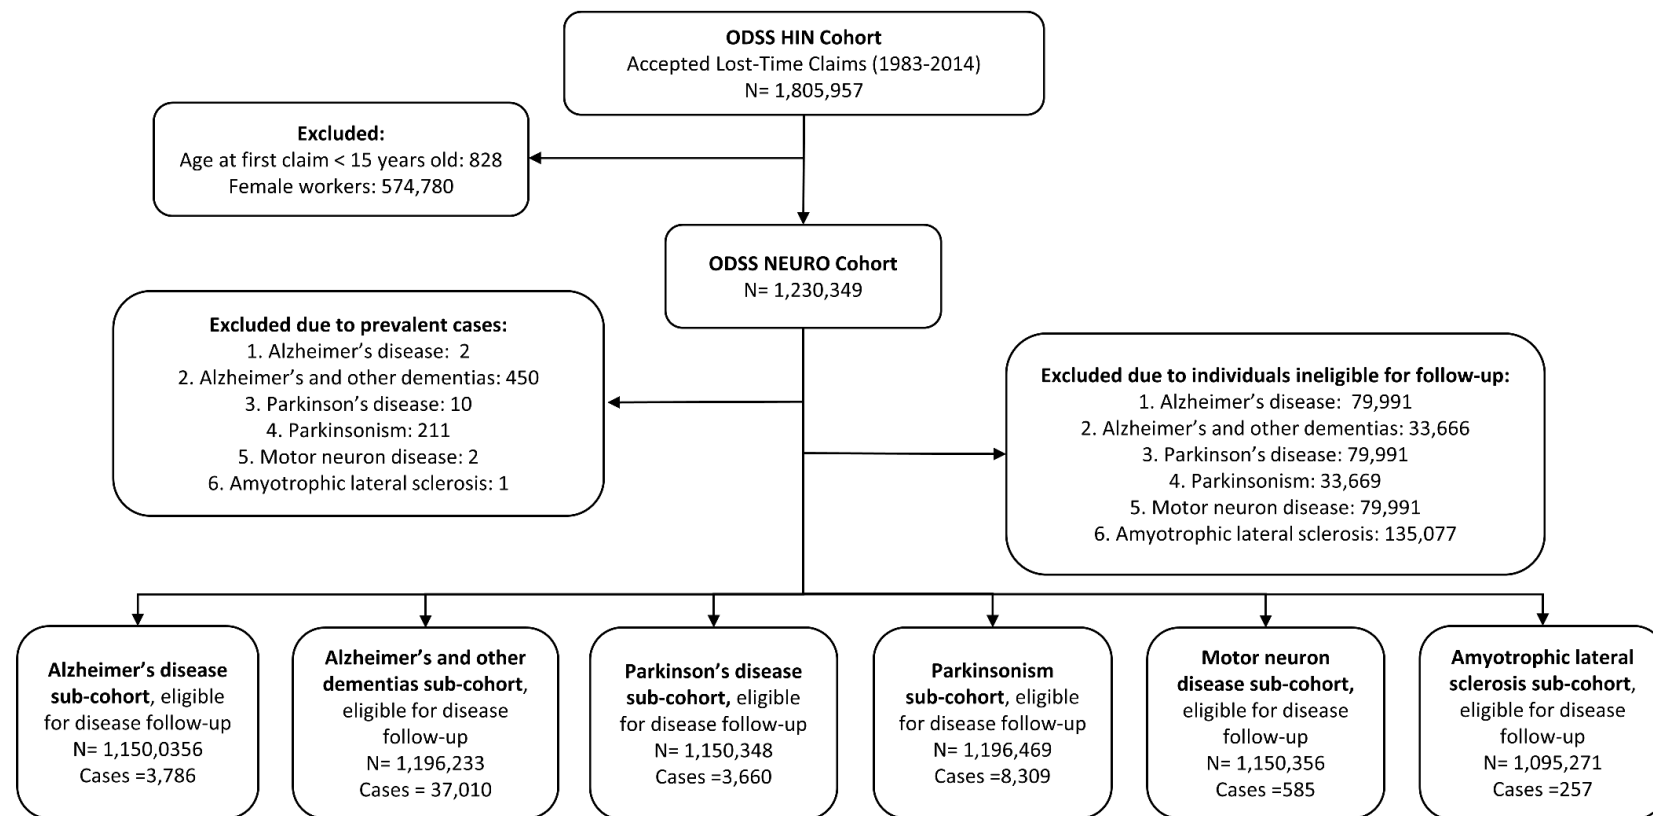 ODSS HIN Cohort
Accepted Lost-Time Claims (1983-2014)
N= 1,805,957
Excluded:
Age at first claim < 15 years old: 828
Female workers: 574,780
ODSS NEURO Cohort
N= 1,230,349
Excluded due to prevalent cases:
1. Alzheimer’s disease:  2
2. Alzheimer’s and other dementias: 450
3. Parkinson’s disease: 10
4. Parkinsonism: 211
5. Motor neuron disease: 2
6. Amyotrophic lateral sclerosis: 1
Excluded due to individuals ineligible for follow-up:
1. Alzheimer’s disease:  79,991
2. Alzheimer’s and other dementias: 33,666
3. Parkinson’s disease: 79,991
4. Parkinsonism: 33,669
5. Motor neuron disease: 79,991
6. Amyotrophic lateral sclerosis: 135,077
Alzheimer’s disease
sub-cohort, eligible
for disease follow-up
N= 1,150,0356
Cases =3,786
Alzheimer’s and other
dementias sub-cohort,
eligible for disease
follow-up
N= 1,196,233
Cases = 37,010
Parkinson’s disease
sub-cohort, eligible
for disease follow-up
N= 1,150,348
Cases =3,660
Parkinsonism
sub-cohort, eligible
for disease follow-up
N= 1,196,469
Cases =8,309
Motor neuron
disease sub-cohort,
eligible for disease
follow-up
N= 1,150,356
Cases =585
Amyotrophic lateral
sclerosis sub-cohort,
eligible for disease
follow-up
N= 1,095,271
Cases =257